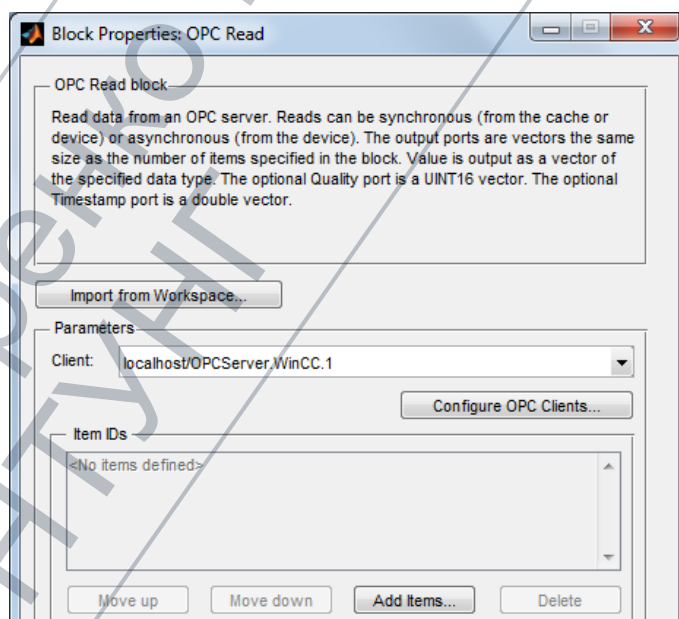 Block Properties: OPC Read
OPC Read block
Read data from an OPC server. Reads can be synchronous (from the cache or
device) or asynchronous (from the device). The output ports are vectors the same
size as the number of items specified in the block. Value is output as a vector of
the specified data type. The optional Quality port is a UINT16 vector. The optional
Timestamp port is a double vector.
Import from Workspace...
Parameters
Client: localhost/OPCServer.WinCC.1
Configure OPC Clients...
Item IDs
<No items defined>
Move up Move down Add Items... Delete